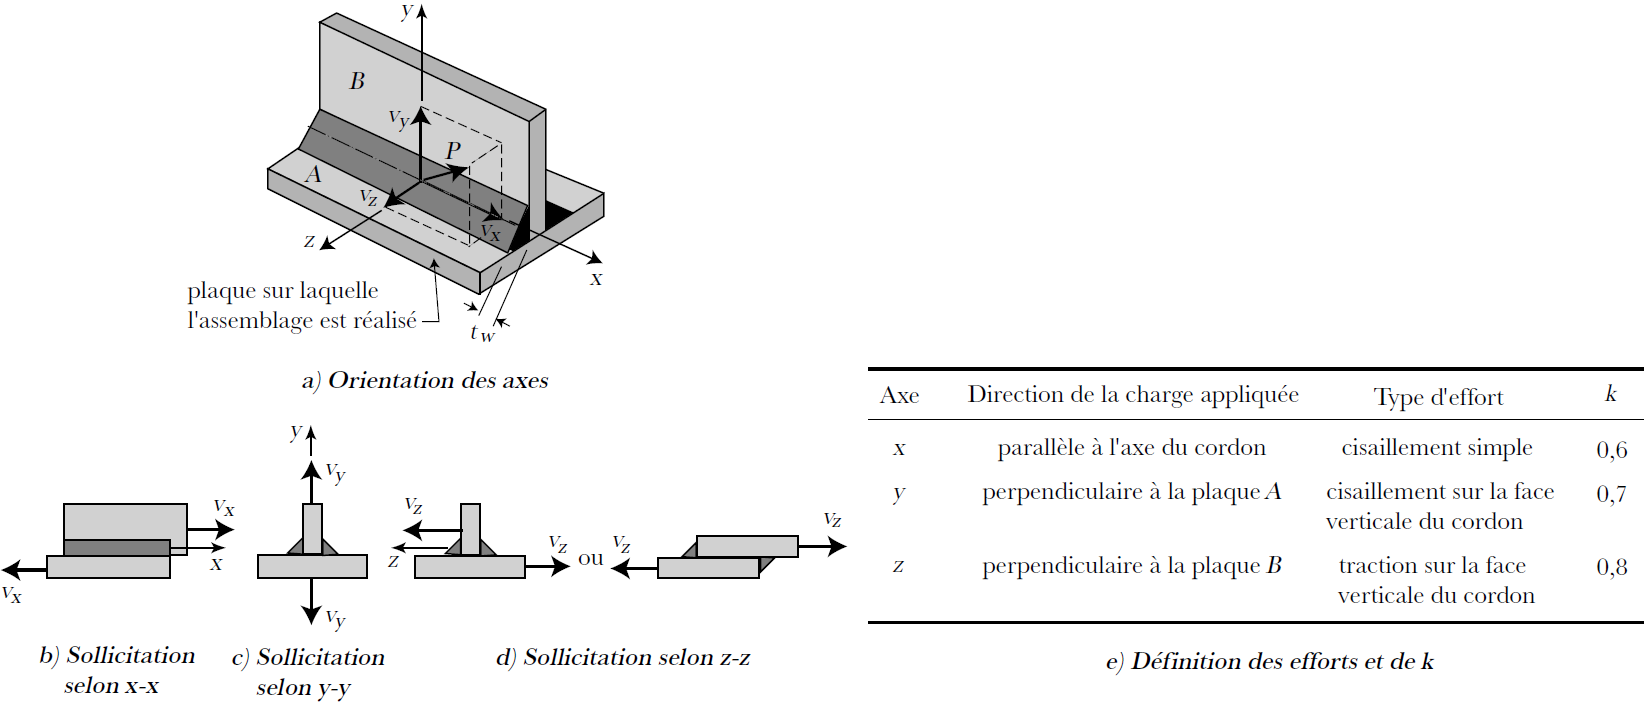 y
B
Vy
P
A
Vz
Vx
z
x
plaque sur laquelle
l'assemblage est réalisé
tw
a) Orientation des axes
Vx
x
Vx
b) Sollicitation
selon x-x
y
Vy
Vy
c) Sollicitation
selon y-y
Vz
z
Vz
ou
Vz
Vz
d) Sollicitation selon z-z
Axe Direction de la charge appliquée Type d'effort k
x parallèle à l'axe du cordon cisaillement simple 0,6
y perpendiculaire à la plaque A cisaillement sur la face 0,7
verticale du cordon
z perpendiculaire à la plaque B traction sur la face 0,8
verticale du cordon
e) Définition des efforts et de k